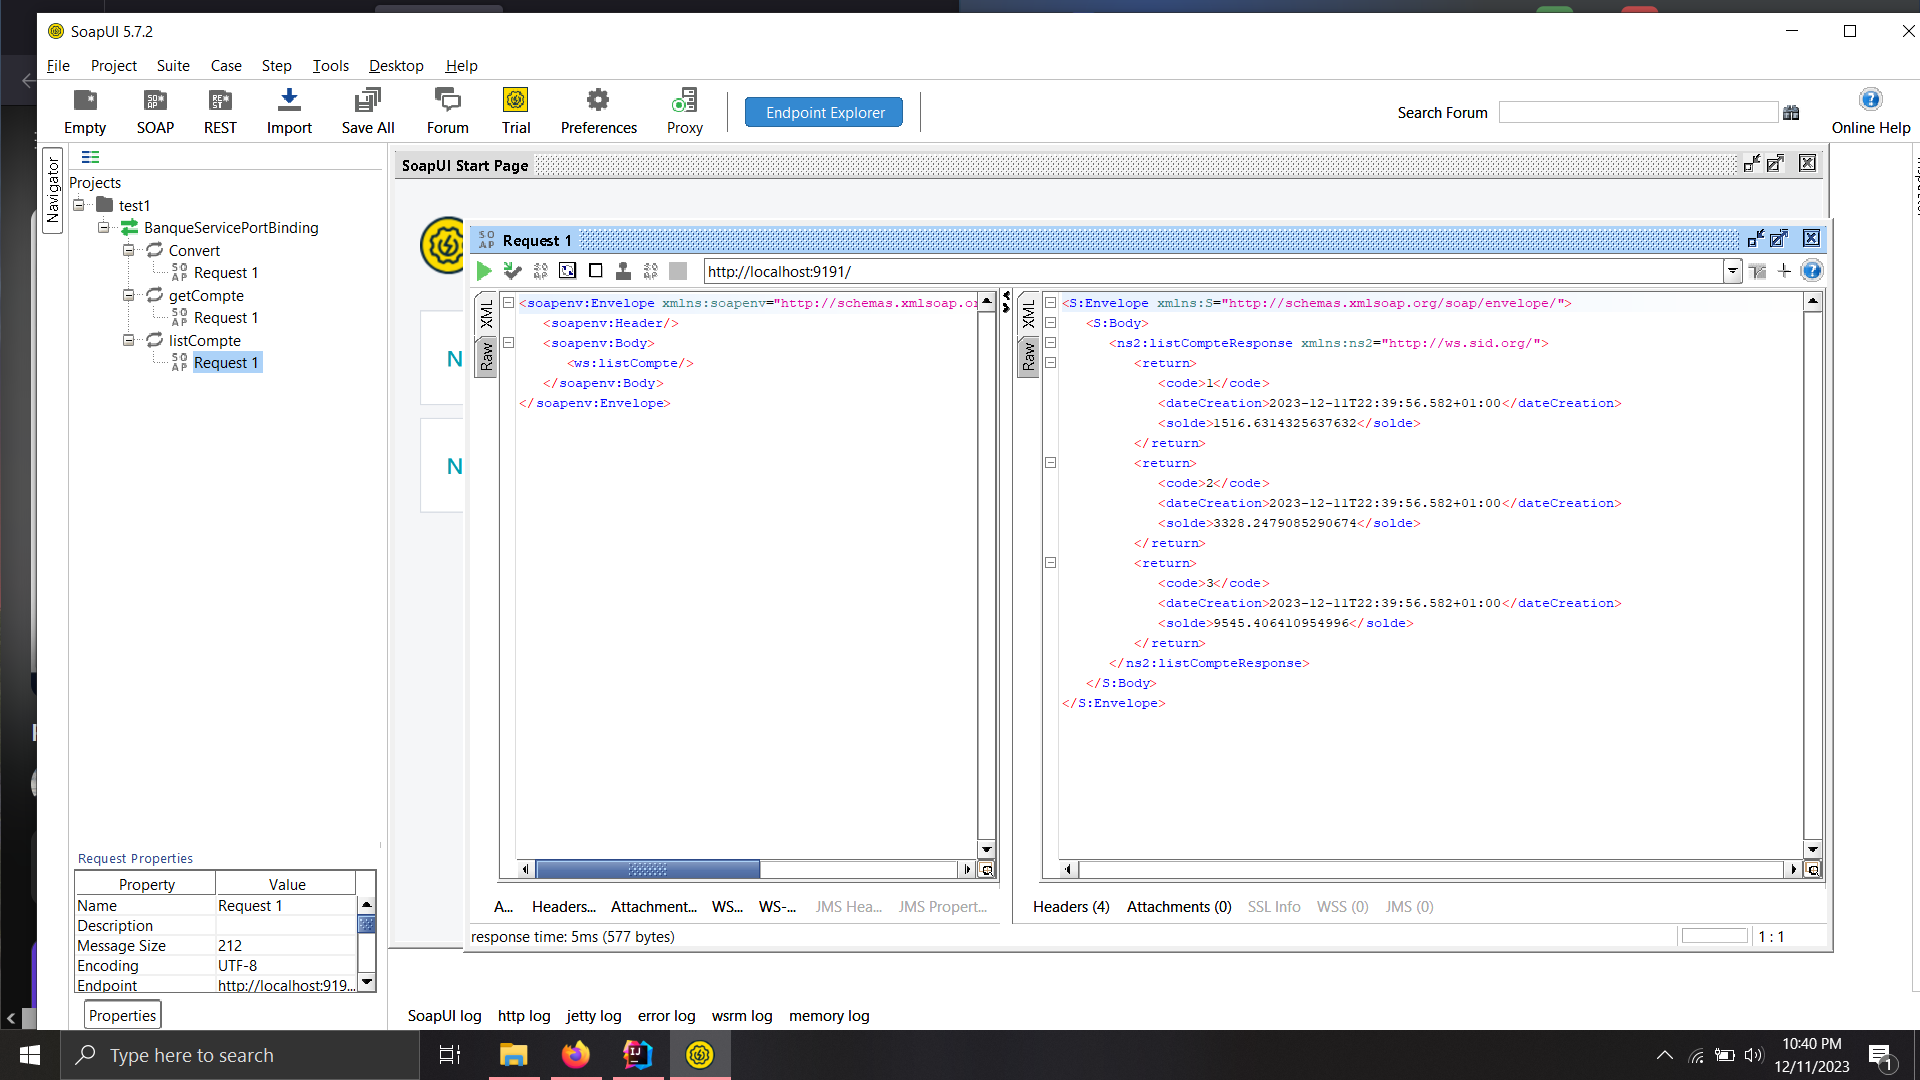 SoapUI 5.7.2
File Project Suite Case Step Tools Desktop Help
Empty SOAP REST Import Save All Forum Trial Preferences Proxy Endpoint Explorer Search Forum Online Help
Navigator
Projects
test1
BanqueServicePortBinding
Convert
Request 1
getCompte
Request 1
listCompte
Request 1
SoapUI Start Page
N
N
Request 1
http://localhost:9191/
XML
Raw
<soapenv:Envelope xmlns:soapenv="http://schemas.xmlsoap.or
<soapenv:Header/>
<soapenv:Body>
<ws:listCompte/>
</soapenv:Body>
</soapenv:Envelope>
XML
Raw
<S:Envelope xmlns:S="http://schemas.xmlsoap.org/soap/envelope/">
<S:Body>
<ns2:listCompteResponse xmlns:ns2="http://ws.sid.org/">
<return>
<code>1</code>
<dateCreation>2023-12-11T22:39:56.582+01:00</dateCreation>
<solde>1516.6314325637632</solde>
</return>
<return>
<code>2</code>
<dateCreation>2023-12-11T22:39:56.582+01:00</dateCreation>
<solde>3328.2479085290674</solde>
</return>
<return>
<code>3</code>
<dateCreation>2023-12-11T22:39:56.582+01:00</dateCreation>
<solde>9545.406410954996</solde>
</return>
</ns2:listCompteResponse>
</S:Body>
</S:Envelope>
A... Headers... Attachment... WS... WS-... JMS Hea... JMS Propert...
Headers (4) Attachments (0) SSL Info WSS (0) JMS (0)
response time: 5ms (577 bytes)
1 : 1
Request Properties
Property Value
Name Request 1
Description
Message Size 212
Encoding UTF-8
Endpoint http://localhost:919...
Properties
SoapUI log http log jetty log error log wsrm log memory log
Type here to search
10:40 PM
12/11/2023
1